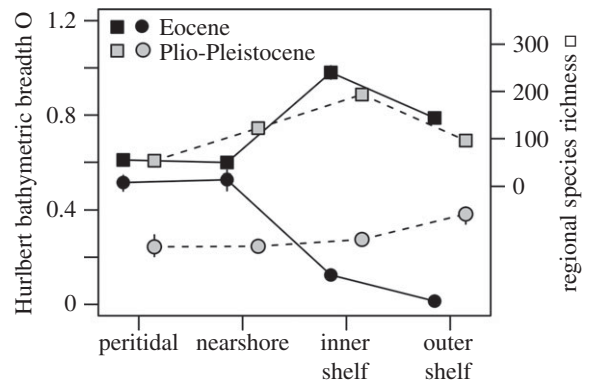 Hurlbert bathymetric breadth O
1.2
0.8
0.4
0
Eocene
Plio-Pleistocene
300
200
100
0
regional species richness □
peritidal
nearshore
inner
shelf
outer
shelf